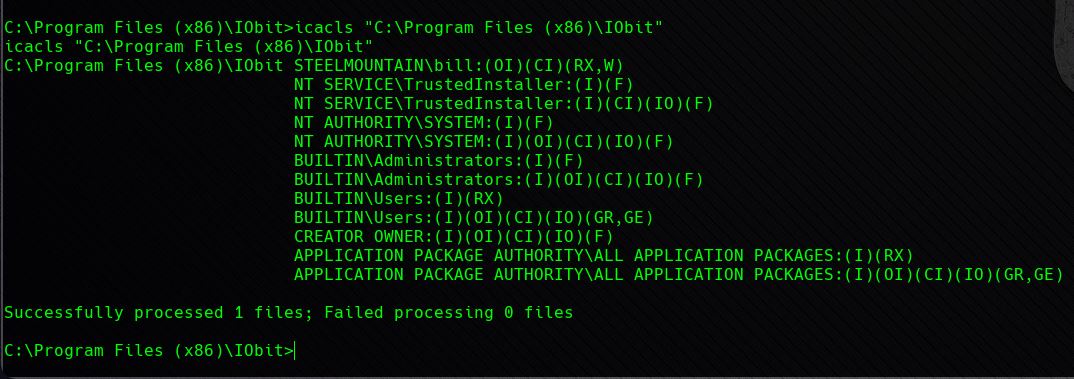 C:\Program Files (x86)\IObit>icacls "C:\Program Files (x86)\IObit"
icacls "C:\Program Files (x86)\IObit"
C:\Program Files (x86)\IObit STEELMOUNTAIN\bill:(OI)(CI)(RX,W)
NT SERVICE\TrustedInstaller:(I)(F)
NT SERVICE\TrustedInstaller:(I)(CI)(IO)(F)
NT AUTHORITY\SYSTEM:(I)(F)
NT AUTHORITY\SYSTEM:(I)(OI)(CI)(IO)(F)
BUILTIN\Administrators:(I)(F)
BUILTIN\Administrators:(I)(OI)(CI)(IO)(F)
BUILTIN\Users:(I)(RX)
BUILTIN\Users:(I)(OI)(CI)(IO)(GR,GE)
CREATOR OWNER:(I)(OI)(CI)(IO)(F)
APPLICATION PACKAGE AUTHORITY\ALL APPLICATION PACKAGES:(I)(RX)
APPLICATION PACKAGE AUTHORITY\ALL APPLICATION PACKAGES:(I)(OI)(CI)(IO)(GR,GE)
Successfully processed 1 files; Failed processing 0 files
C:\Program Files (x86)\IObit>